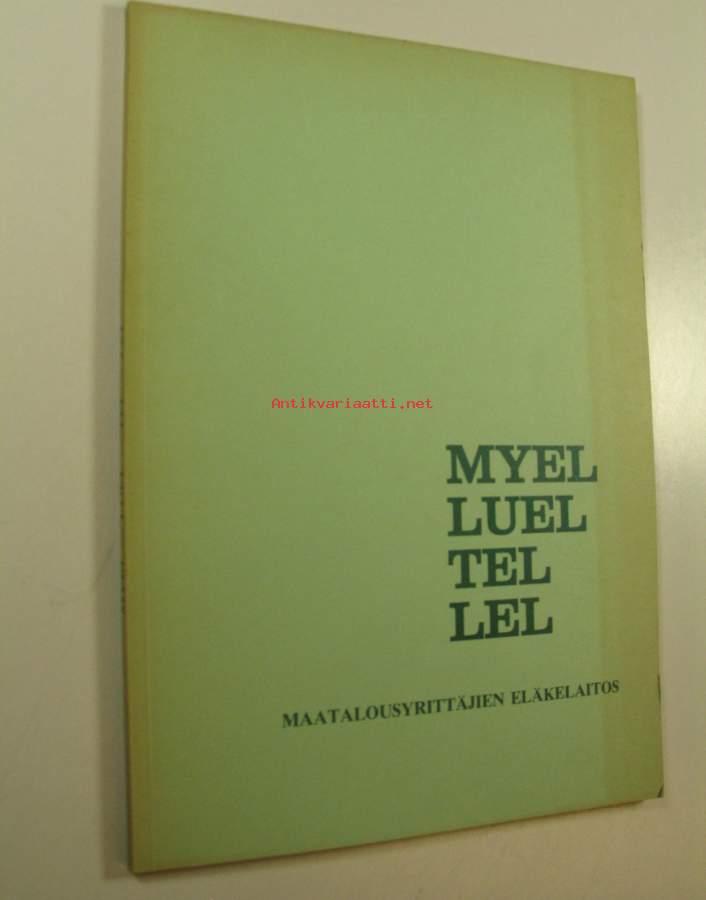 Antikvariaatti.net
MYEL
LUEL
TEL
LEL
MAATALOUSYRITTÄJIEN ELÄKELAITOS